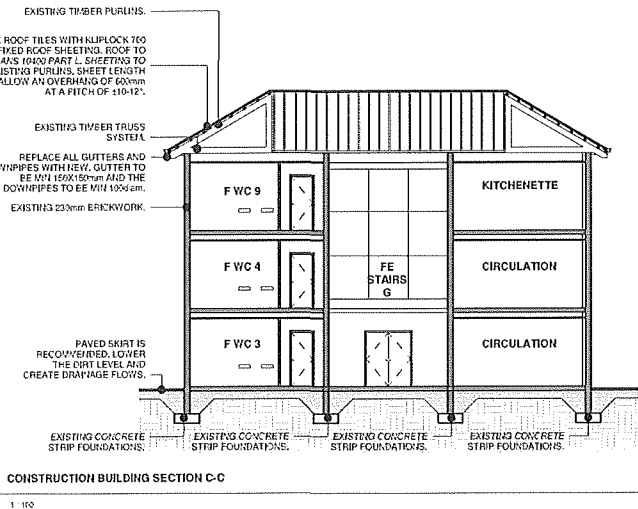 EXISTING TIMBER PURLINS.
ROOF TILES WITH KLIPLOCK 700
FIXED ROOF SHEETING. ROOF TO
SANS 10400 PART L. SHEETING TO
EXISTING PURLINS. SHEET LENGTH
ALLOW AN OVERHANG OF 600mm
AT A PITCH OF ±10-12°.
EXISTING TIMBER TRUSS
SYSTEM.
REPLACE ALL GUTTERS AND
DOWNPIPES WITH NEW. GUTTER TO
BE MIN 150X150mm AND THE
DOWNPIPES TO BE MIN 100diam.
EXISTING 230mm BRICKWORK.
F WC 9
KITCHENETTE
F WC 4
FE
STAIRS
G
CIRCULATION
F WC 3
CIRCULATION
PAVED SKIRT IS
RECOMMENDED. LOWER
THE DIRT LEVEL AND
CREATE DRAINAGE FLOWS.
EXISTING CONCRETE
STRIP FOUNDATIONS.
EXISTING CONCRETE
STRIP FOUNDATIONS.
EXISTING CONCRETE
STRIP FOUNDATIONS.
EXISTING CONCRETE
STRIP FOUNDATIONS.
CONSTRUCTION BUILDING SECTION C-C
1 : 100